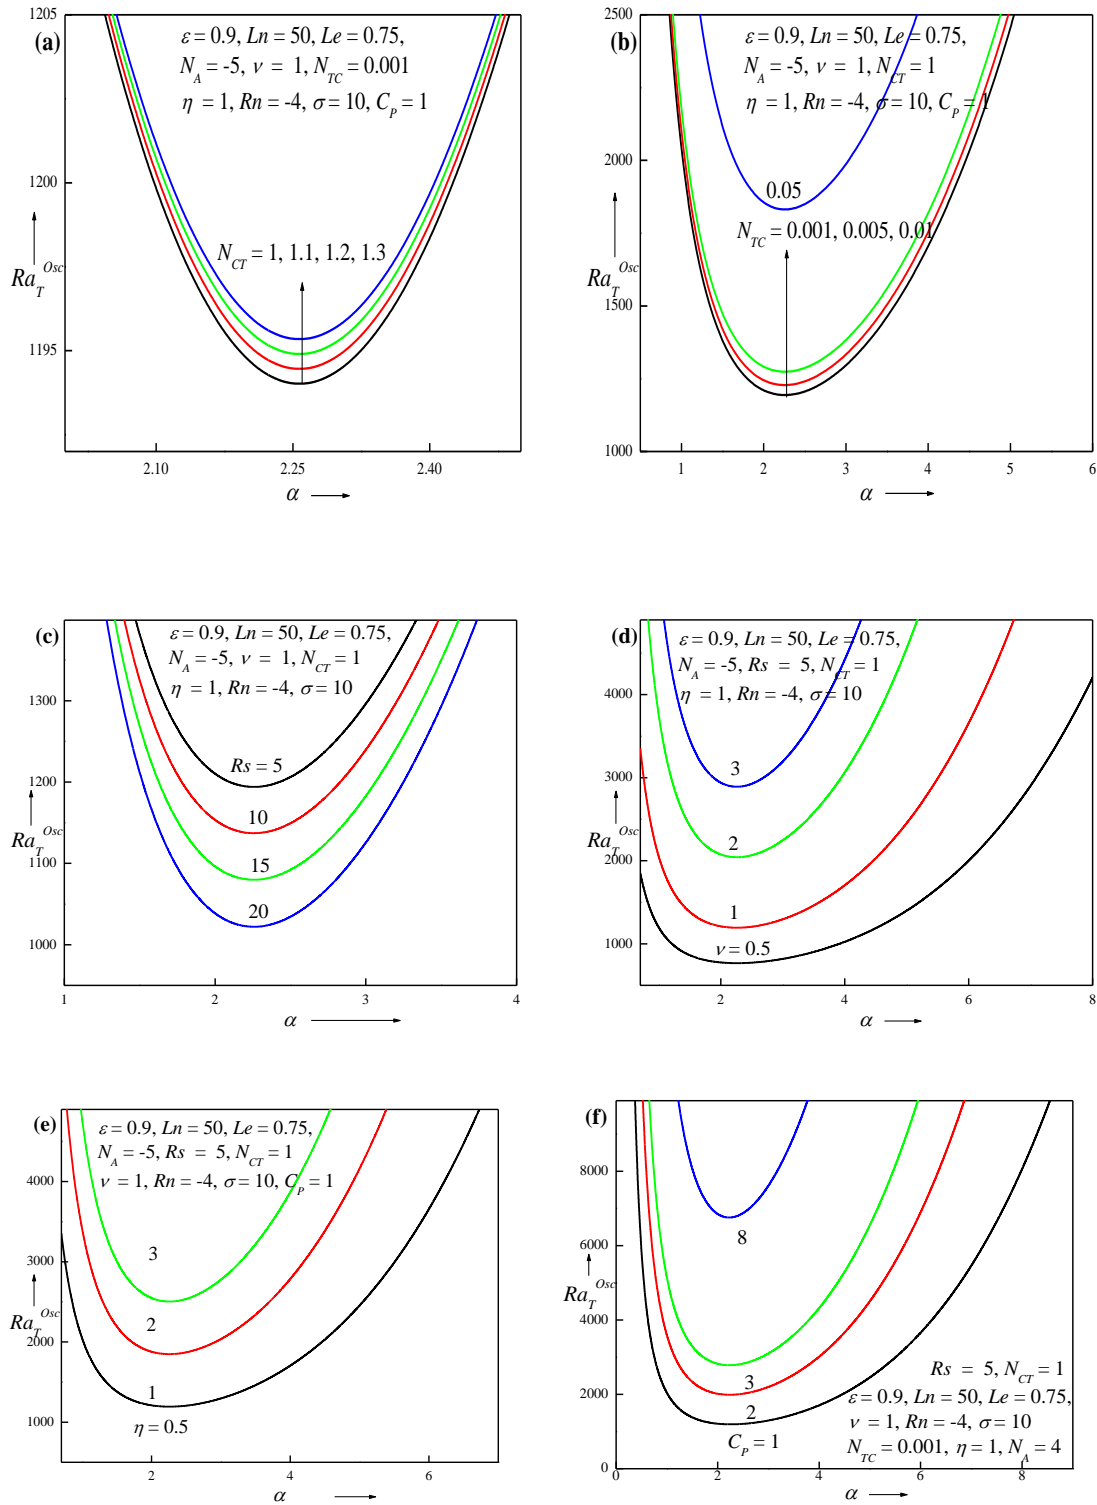 (a)
ε = 0.9, Ln = 50, Le = 0.75,
N_A = -5, ν = 1, N_TC = 0.001
η = 1, Rn = -4, σ = 10, C_P = 1
N_CT = 1, 1.1, 1.2, 1.3
1205
1200
1195
Ra_T^Osc
2.10 2.25 2.40
α
(b)
ε = 0.9, Ln = 50, Le = 0.75,
N_A = -5, ν = 1, N_CT = 1
η = 1, Rn = -4, σ = 10, C_P = 1
0.05
N_TC = 0.001, 0.005, 0.01
2500
2000
1500
1000
Ra_T^Osc
1 2 3 4 5 6
α
(c)
ε = 0.9, Ln = 50, Le = 0.75,
N_A = -5, ν = 1, N_CT = 1
η = 1, Rn = -4, σ = 10
Rs = 5
10
15
20
1300
1200
1100
1000
Ra_T^Osc
1 2 3 4
α
(d)
ε = 0.9, Ln = 50, Le = 0.75,
N_A = -5, Rs = 5, N_CT = 1
η = 1, Rn = -4, σ = 10
3
2
1
ν = 0.5
4000
3000
2000
1000
Ra_T^Osc
2 4 6 8
α
(e)
ε = 0.9, Ln = 50, Le = 0.75,
N_A = -5, Rs = 5, N_CT = 1
ν = 1, Rn = -4, σ = 10, C_P = 1
3
2
1
η = 0.5
4000
3000
2000
1000
Ra_T^Osc
2 4 6
α
(f)
8
3
2
C_P = 1
Rs = 5, N_CT = 1
ε = 0.9, Ln = 50, Le = 0.75,
ν = 1, Rn = -4, σ = 10
N_TC = 0.001, η = 1, N_A = 4
8000
6000
4000
2000
0
Ra_T^Osc
0 2 4 6 8
α